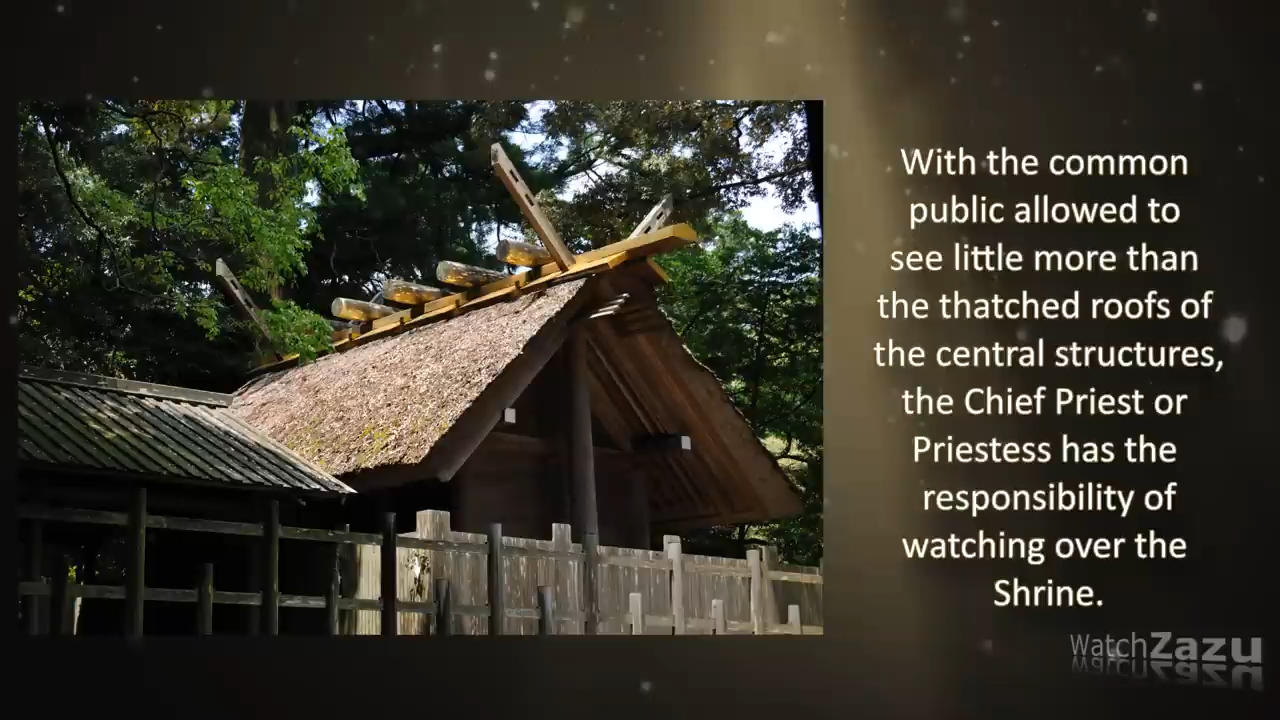 With the common
public allowed to
see little more than
the thatched roofs of
the central structures,
the Chief Priest or
Priestess has the
responsibility of
watching over the
Shrine.
WatchZazu